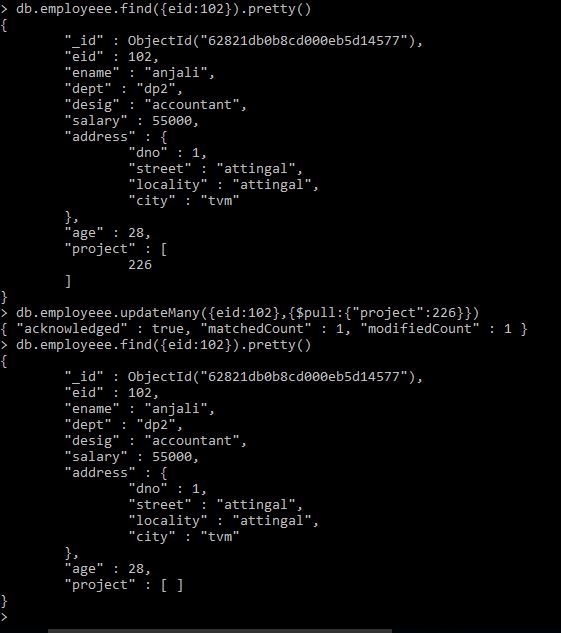 > db.employeee.find({eid:102}).pretty()
{
        "_id" : ObjectId("62821db0b8cd000eb5d14577"),
        "eid" : 102,
        "ename" : "anjali",
        "dept" : "dp2",
        "desig" : "accountant",
        "salary" : 55000,
        "address" : {
                "dno" : 1,
                "street" : "attingal",
                "locality" : "attingal",
                "city" : "tvm"
        },
        "age" : 28,
        "project" : [
                226
        ]
}
> db.employeee.updateMany({eid:102},{$pull:{"project":226}})
{ "acknowledged" : true, "matchedCount" : 1, "modifiedCount" : 1 }
> db.employeee.find({eid:102}).pretty()
{
        "_id" : ObjectId("62821db0b8cd000eb5d14577"),
        "eid" : 102,
        "ename" : "anjali",
        "dept" : "dp2",
        "desig" : "accountant",
        "salary" : 55000,
        "address" : {
                "dno" : 1,
                "street" : "attingal",
                "locality" : "attingal",
                "city" : "tvm"
        },
        "age" : 28,
        "project" : [ ]
}
>